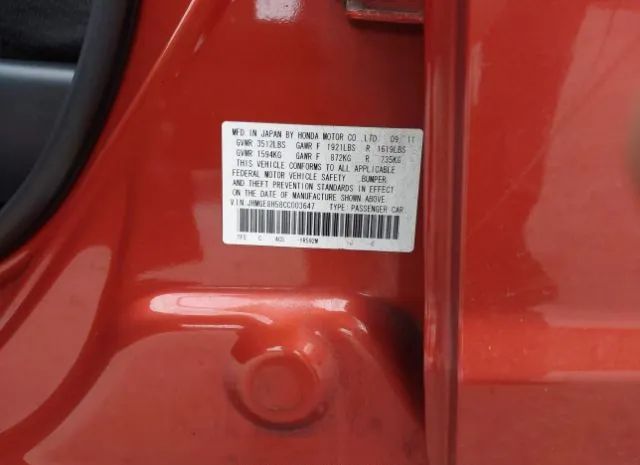 MFD. IN JAPAN BY HONDA MOTOR CO., LTD. 09 11
GVWR 3512LBS GAWR F 1921LBS R 1619LBS
GVWR 1594KG GAWR F 872KG R 735KG
THIS VEHICLE CONFORMS TO ALL APPLICABLE
FEDERAL MOTOR VEHICLE SAFETY, BUMPER,
AND THEFT PREVENTION STANDARDS IN EFFECT
ON THE DATE OF MANUFACTURE SHOWN ABOVE.
V.I.N. JHMGE8H58CC003647 TYPE: PASSENGER CAR
C YR592M